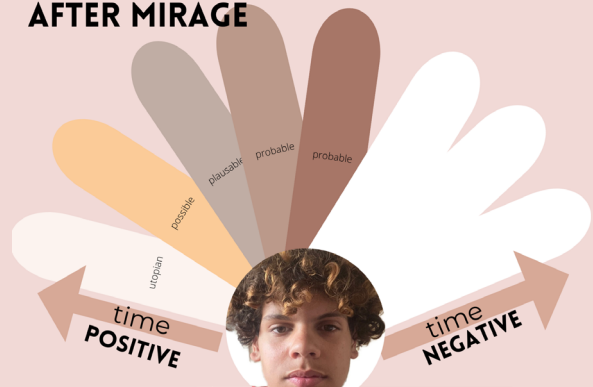 AFTER MIRAGE
utopian
possible
plausable
probable
probable
time
POSITIVE
time
NEGATIVE